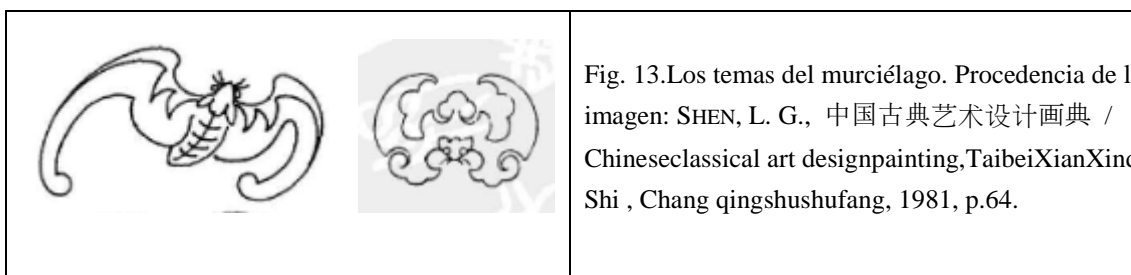 Fig. 13.Los temas del murciélago. Procedencia de l
imagen: SHEN, L. G., 中国古典艺术设计画典 /
Chineseclassical art designpainting,TaibeiXianXind
Shi , Chang qingshushufang, 1981, p.64.